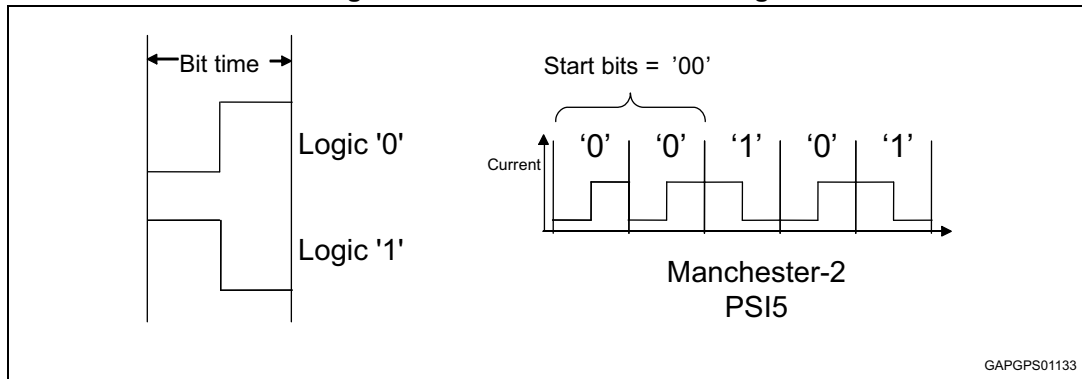 Bit time
Logic '0'
Logic '1'
Start bits = ’00’
‘0’ ‘0’ ‘1’ ‘0’ ‘1’
Current
Manchester-2
PSI5
GAPGPS01133